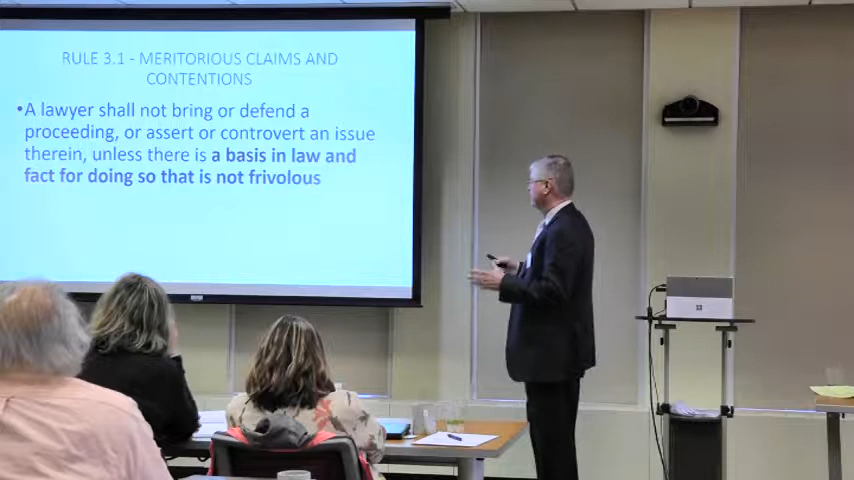 RULE 3.1 - MERITORIOUS CLAIMS AND
CONTENTIONS
•A lawyer shall not bring or defend a
proceeding, or assert or controvert an issue
therein, unless there is a basis in law and
fact for doing so that is not frivolous